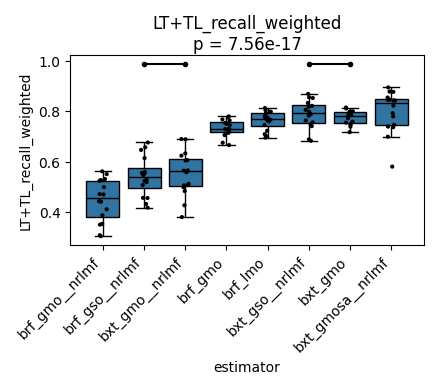 LT+TL_recall_weighted
p = 7.56e-17
LT+TL_recall_weighted
1.0
0.8
0.6
0.4
brf_gmo__nrlmf
brf_gso__nrlmf
bxt_gmo__nrlmf
brf_gmo
brf_lmo
bxt_gso__nrlmf
bxt_gmo
bxt_gmosa__nrlmf
estimator